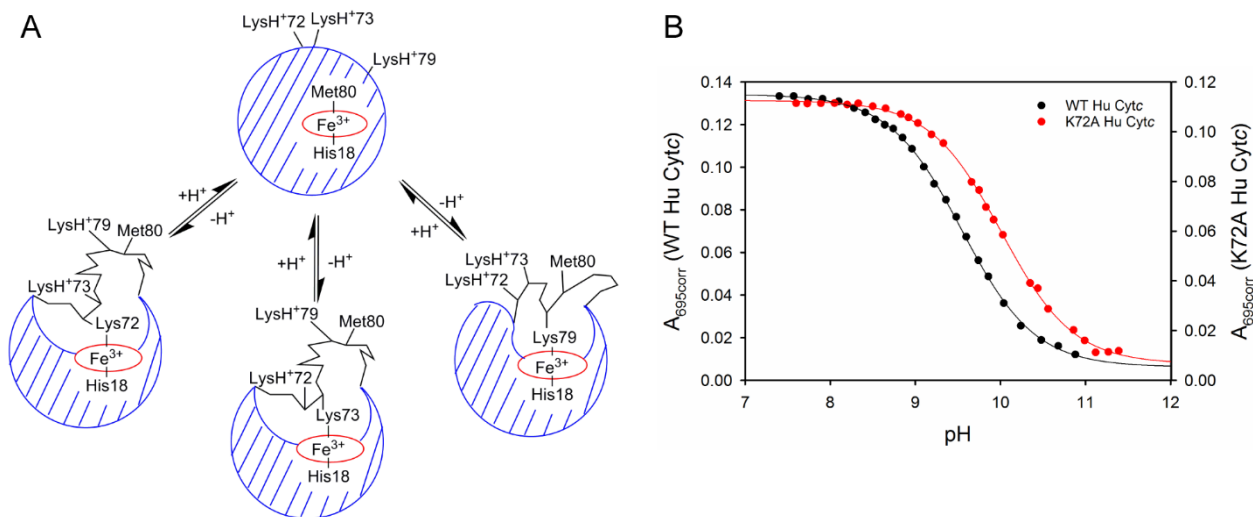 A
LysH+72
LysH+73
LysH+79
Met80
Fe3+
His18
+H+
-H+
+H+
-H+
-H+
+H+
LysH+79
Met80
LysH+73
Lys72
Fe3+
His18
LysH+79
Met80
LysH+72
Lys73
Fe3+
His18
LysH+73
LysH+72
Met80
Lys79
Fe3+
His18
B
WT Hu Cytc
K72A Hu Cytc
A695corr (WT Hu Cytc)
0.14
0.12
0.10
0.08
0.06
0.04
0.02
0.00
A695corr (K72A Hu Cytc)
0.12
0.10
0.08
0.06
0.04
0.02
0.00
7 8 9 10 11 12
pH